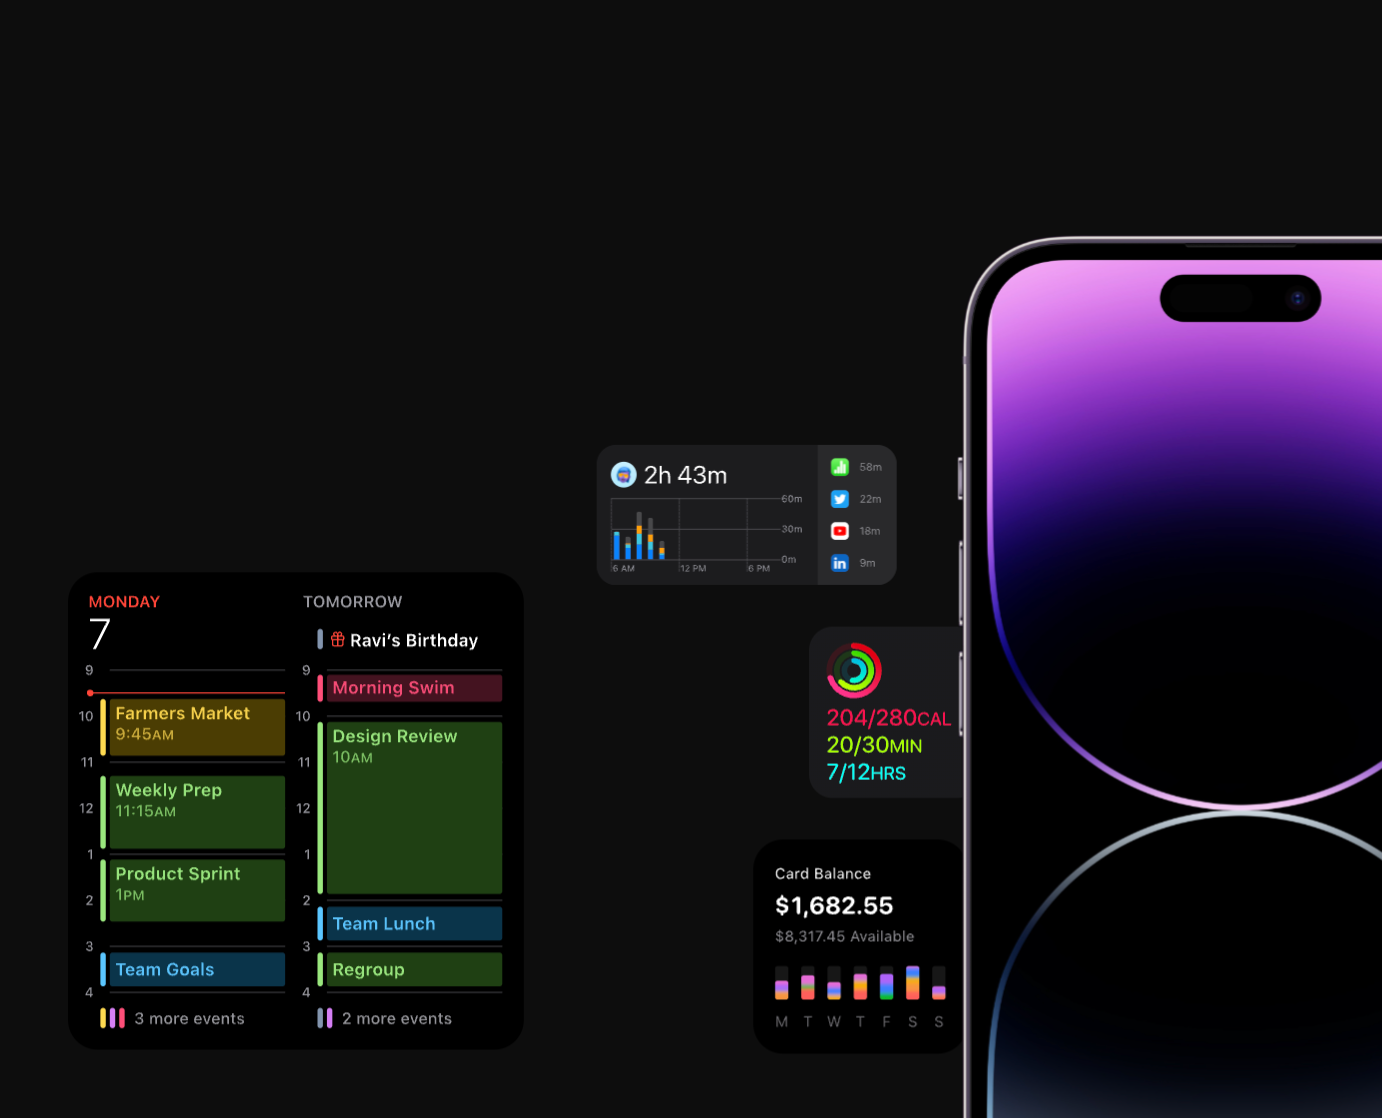 2h 43m
60m
30m
0m
6 AM
12 PM
6 PM
58m
22m
18m
in 9m
MONDAY
7
9
10
11
12
1
2
3
4
Farmers Market
9:45AM
Weekly Prep
11:15AM
Product Sprint
1PM
Team Goals
3 more events
TOMORROW
Ravi’s Birthday
9
10
11
12
1
2
3
4
Morning Swim
Design Review
10AM
Team Lunch
Regroup
2 more events
204/280CAL
20/30MIN
7/12HRS
Card Balance
$1,682.55
$8,317.45 Available
M T W T F S S